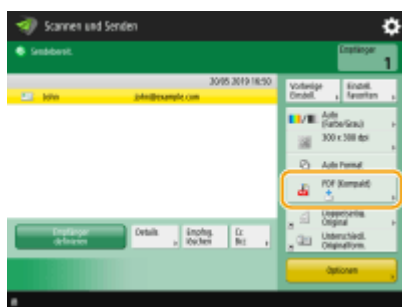 Scannen und Senden
Sendebereit.
Empfänger
1
20/05 2019 16:50
John
john@example.com
Vorherige
Einstell.
Einstell.
Favoriten
Auto
(Farbe/Grau)
300 x 300 dpi
Auto Format
PDF (Kompakt)
Doppelseitig.
Original
Unterschiedl.
Originalform.
Empfänger
definieren
Details
Empfng.
löschen
Cc
Bcc
Optionen